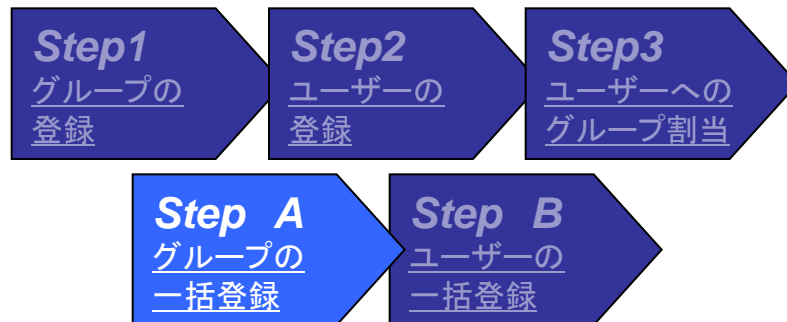 Step1
グループの
登録
Step2
ユーザーの
登録
Step3
ユーザーへの
グループ割当
Step A
グループの
一括登録
Step B
ユーザーの
一括登録